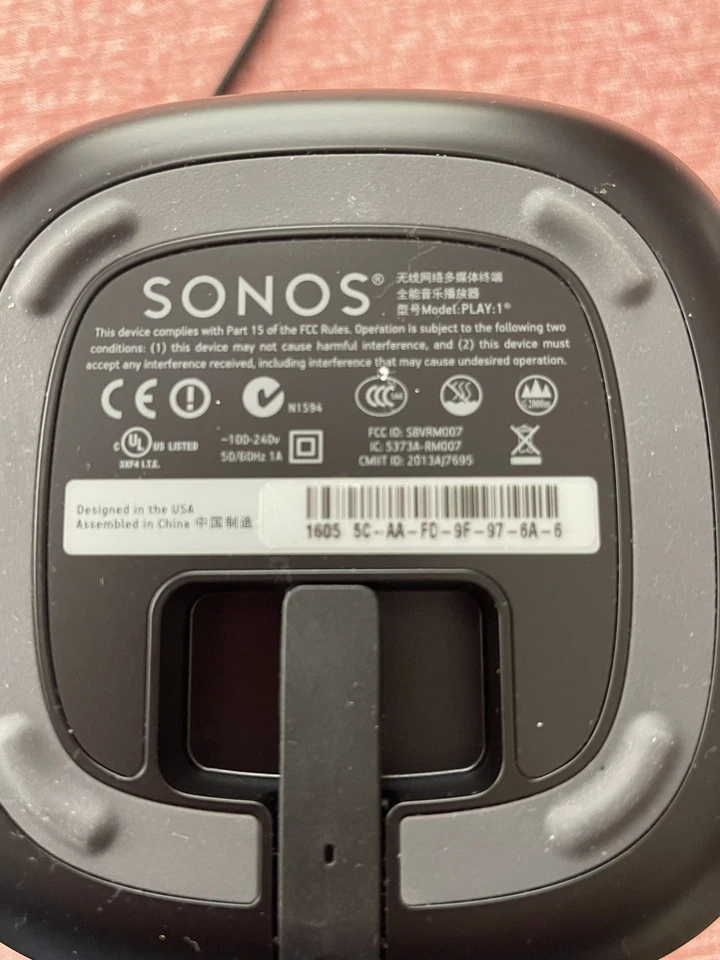 SONOS®
无线网络多媒体终端
全能音乐播放器
型号Model:PLAY:1®
This device complies with Part 15 of the FCC Rules. Operation is subject to the following two
conditions: (1) this device may not cause harmful interference, and (2) this device must
accept any interference received, including interference that may cause undesired operation.
CE N1594 CCC S&E ≤2000m
C UL US LISTED
3KF4 I.T.E.
~100-240v
50/60Hz 1A
FCC ID: SBVRM007
IC: 5373A-RM007
CMIIT ID: 2013AJ7695
Designed in the USA
Assembled in China 中国制造
1605 5C-AA-FD-9F-97-6A-6